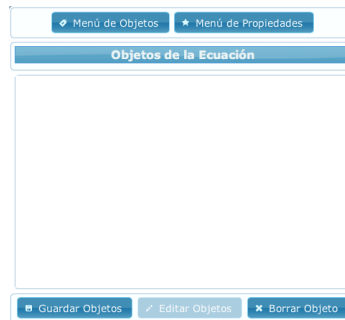 Menú de Objetos Menú de Propiedades
Objetos de la Ecuación
Guardar Objetos Editar Objetos Borrar Objeto